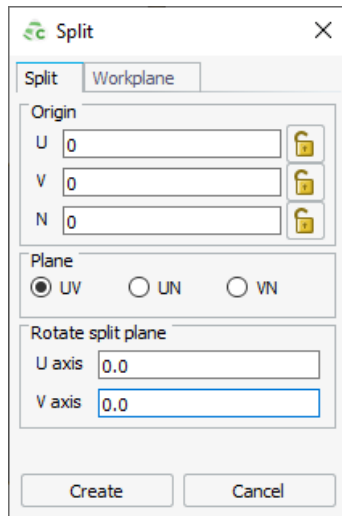 Split
Split Workplane
Origin
U 0
V 0
N 0
Plane
UV UN VN
Rotate split plane
U axis 0.0
V axis 0.0
Create Cancel